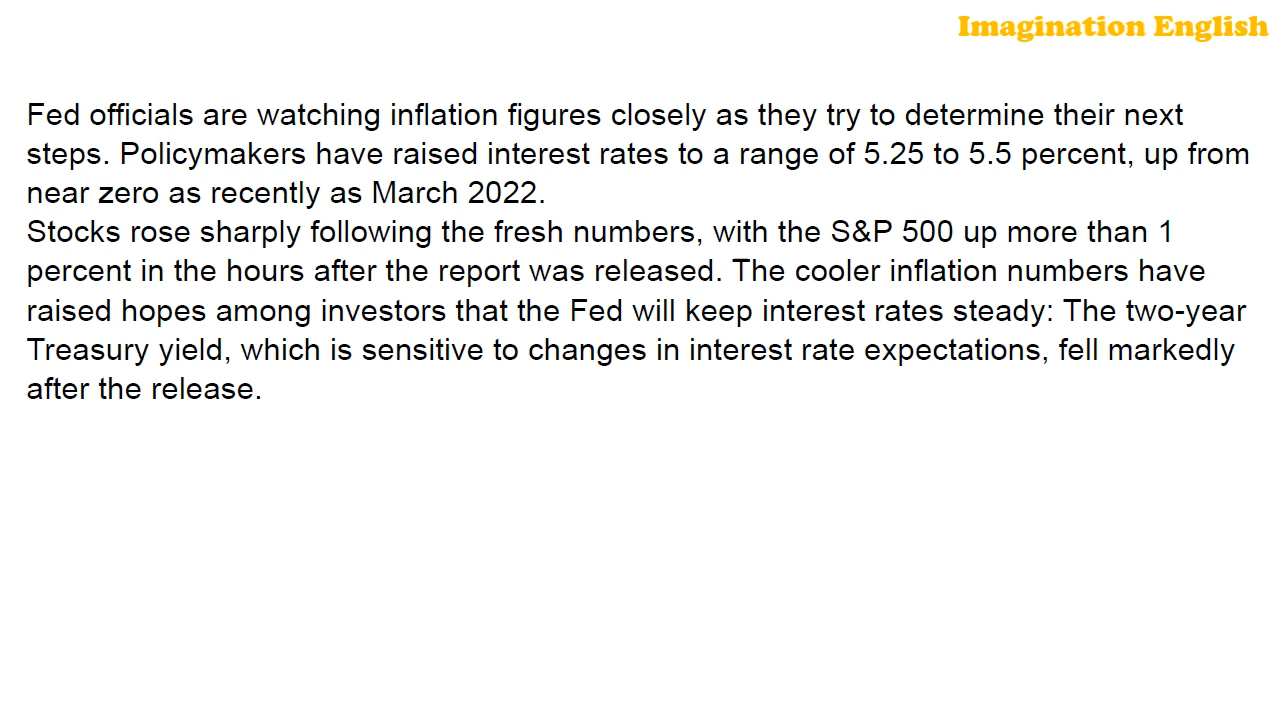 Imagination English
Fed officials are watching inflation figures closely as they try to determine their next
steps. Policymakers have raised interest rates to a range of 5.25 to 5.5 percent, up from
near zero as recently as March 2022.
Stocks rose sharply following the fresh numbers, with the S&P 500 up more than 1
percent in the hours after the report was released. The cooler inflation numbers have
raised hopes among investors that the Fed will keep interest rates steady: The two-year
Treasury yield, which is sensitive to changes in interest rate expectations, fell markedly
after the release.